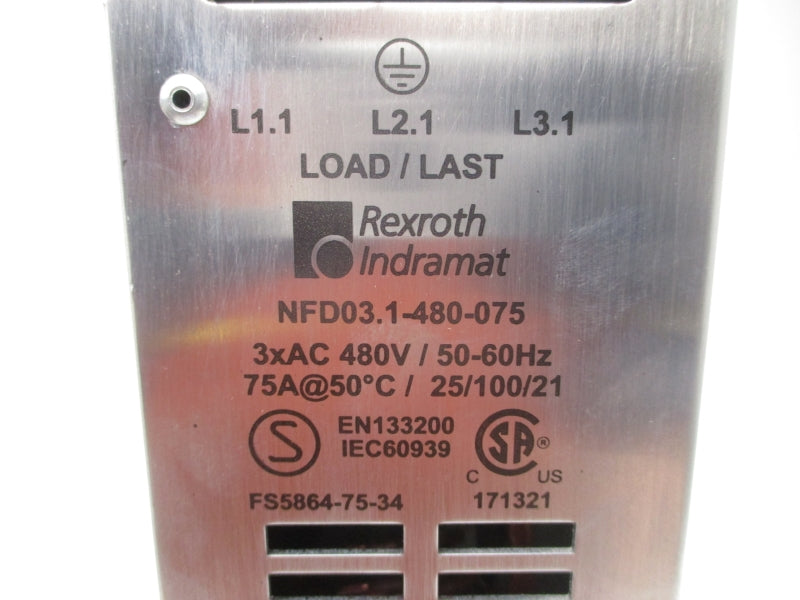 L1.1 L2.1 L3.1
LOAD / LAST
Rexroth
Indramat
NFD03.1-480-075
3xAC 480V / 50-60Hz
75A@50°C / 25/100/21
S EN133200 SA®
IEC60939
C US
FS5864-75-34 171321